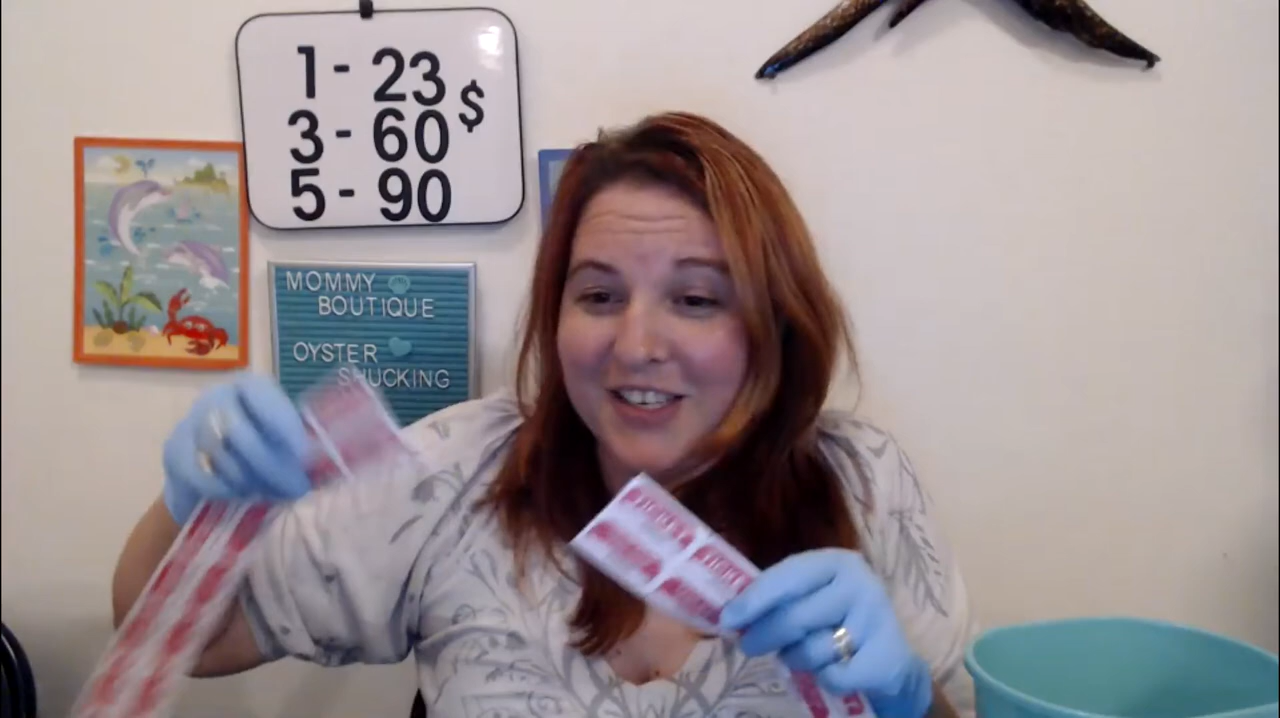 1 - 23 $
3 - 60
5 - 90
MOMMY
BOUTIQUE
OYSTER
SHUCKING